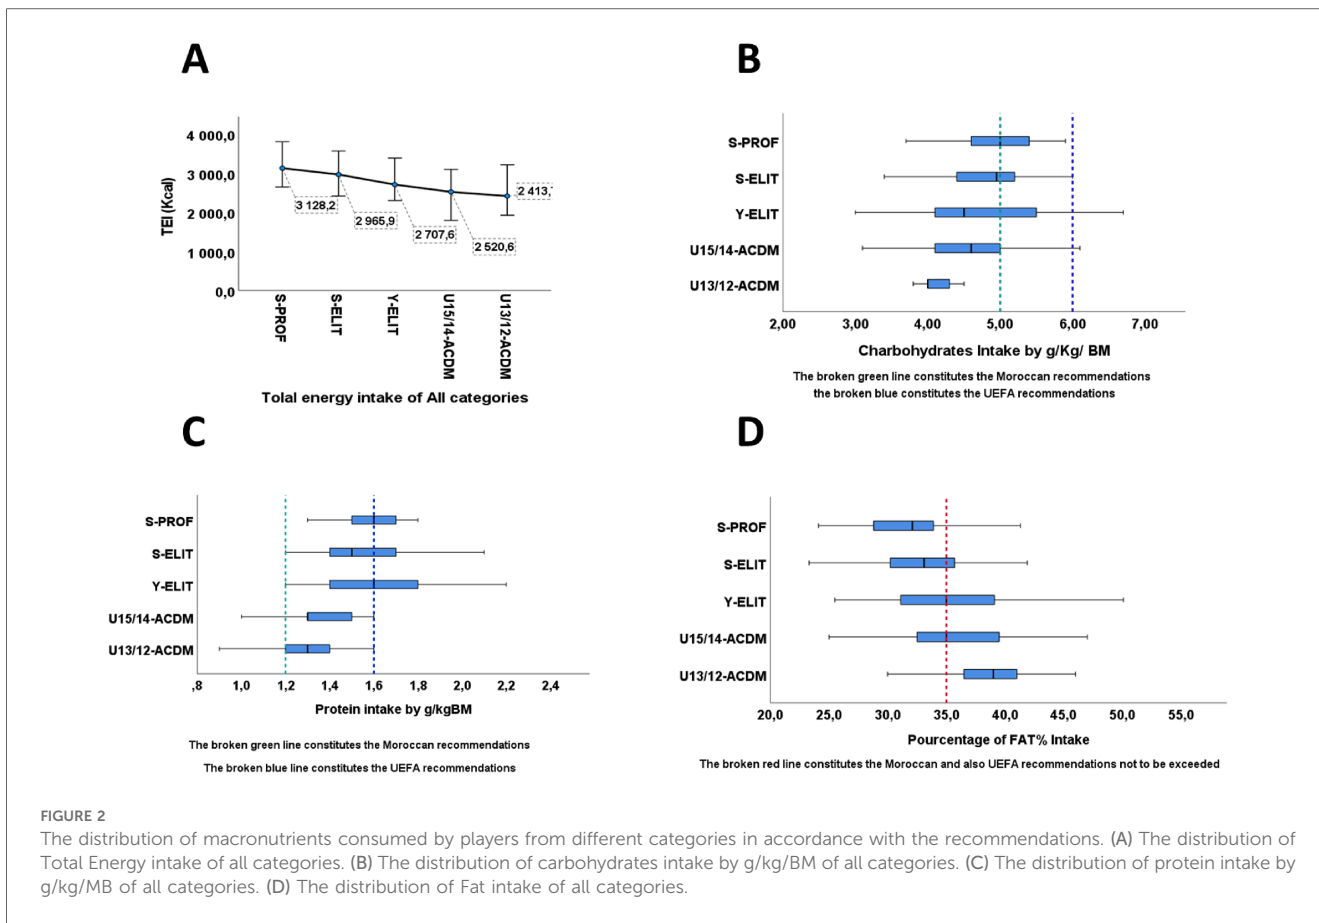 A
4 000,0
3 000,0
2 000,0
1 000,0
0,0
TEI (Kcal)
3 128,2
2 965,9
2 707,6
2 520,6
2 413,
S-PROF
S-ELIT
Y-ELIT
U15/14-ACDM
U13/12-ACDM
Tolal energy intake of All categories
B
S-PROF
S-ELIT
Y-ELIT
U15/14-ACDM
U13/12-ACDM
2,00 3,00 4,00 5,00 6,00 7,00
Charbohydrates Intake by g/Kg/ BM
The broken green line constitutes the Moroccan recommendations
the broken blue constitutes the UEFA recommendations
C
S-PROF
S-ELIT
Y-ELIT
U15/14-ACDM
U13/12-ACDM
,8 1,0 1,2 1,4 1,6 1,8 2,0 2,2 2,4
Protein intake by g/kgBM
The broken green line constitutes the Moroccan recommendations
The broken blue line constitutes the UEFA recommendations
D
S-PROF
S-ELIT
Y-ELIT
U15/14-ACDM
U13/12-ACDM
20,0 25,0 30,0 35,0 40,0 45,0 50,0 55,0
Pourcentage of FAT% Intake
The broken red line constitutes the Moroccan and also UEFA recommendations not to be exceeded
FIGURE 2
The distribution of macronutrients consumed by players from different categories in accordance with the recommendations. (A) The distribution of
Total Energy intake of all categories. (B) The distribution of carbohydrates intake by g/kg/BM of all categories. (C) The distribution of protein intake by
g/kg/MB of all categories. (D) The distribution of Fat intake of all categories.